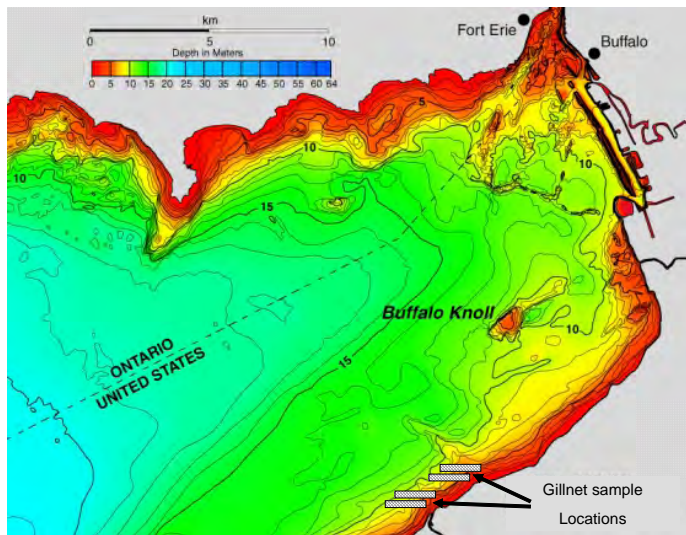 km
0 5 10
Depth in Meters
0 5 10 15 20 25 30 35 40 45 50 55 60 64
Fort Erie
Buffalo
5
10
10
15
10
10
Buffalo Knoll
10
ONTARIO
UNITED STATES
15
Gillnet sample
Locations